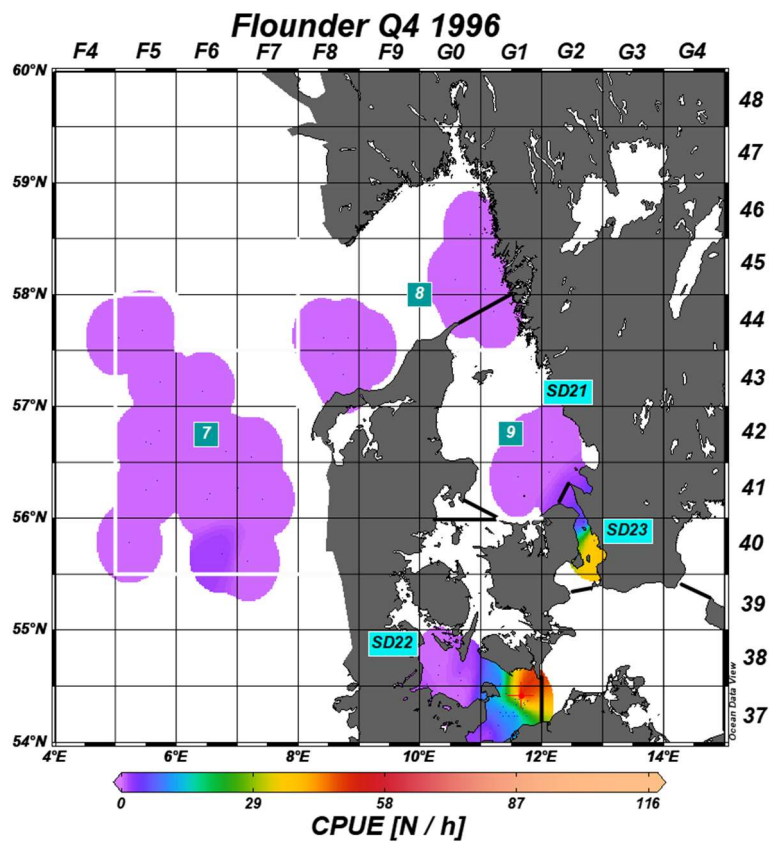 Flounder Q4 1996
F4 F5 F6 F7 F8 F9 G0 G1 G2 G3 G4
60°N
48
47
59°N
46
45
58°N
8
44
SD21
43
57°N
7
9
42
41
56°N
SD23
40
39
55°N
SD22
38
37
54°N
Ocean Data View
4°E 6°E 8°E 10°E 12°E 14°E
0 29 58 87 116
CPUE [N / h]